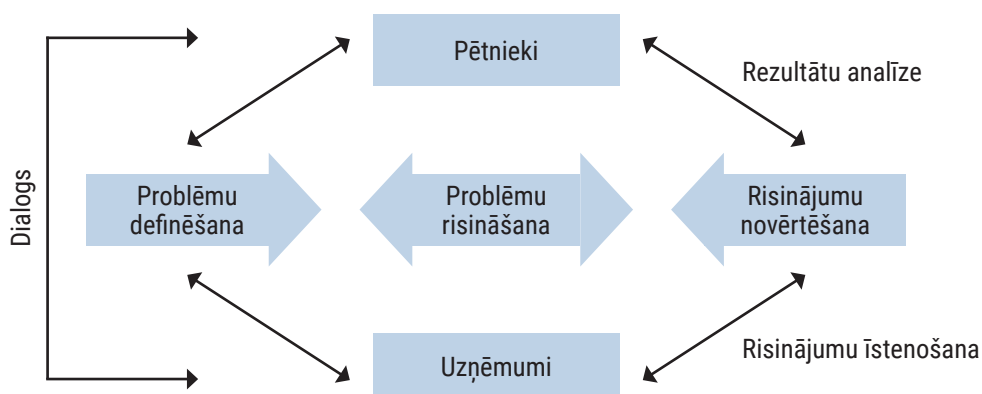 Pētnieki
Rezultātu analīze
Dialogs
Problēmu
definēšana
Problēmu
risināšana
Risinājumu
novērtēšana
Uzņēmumi
Risinājumu īstenošana